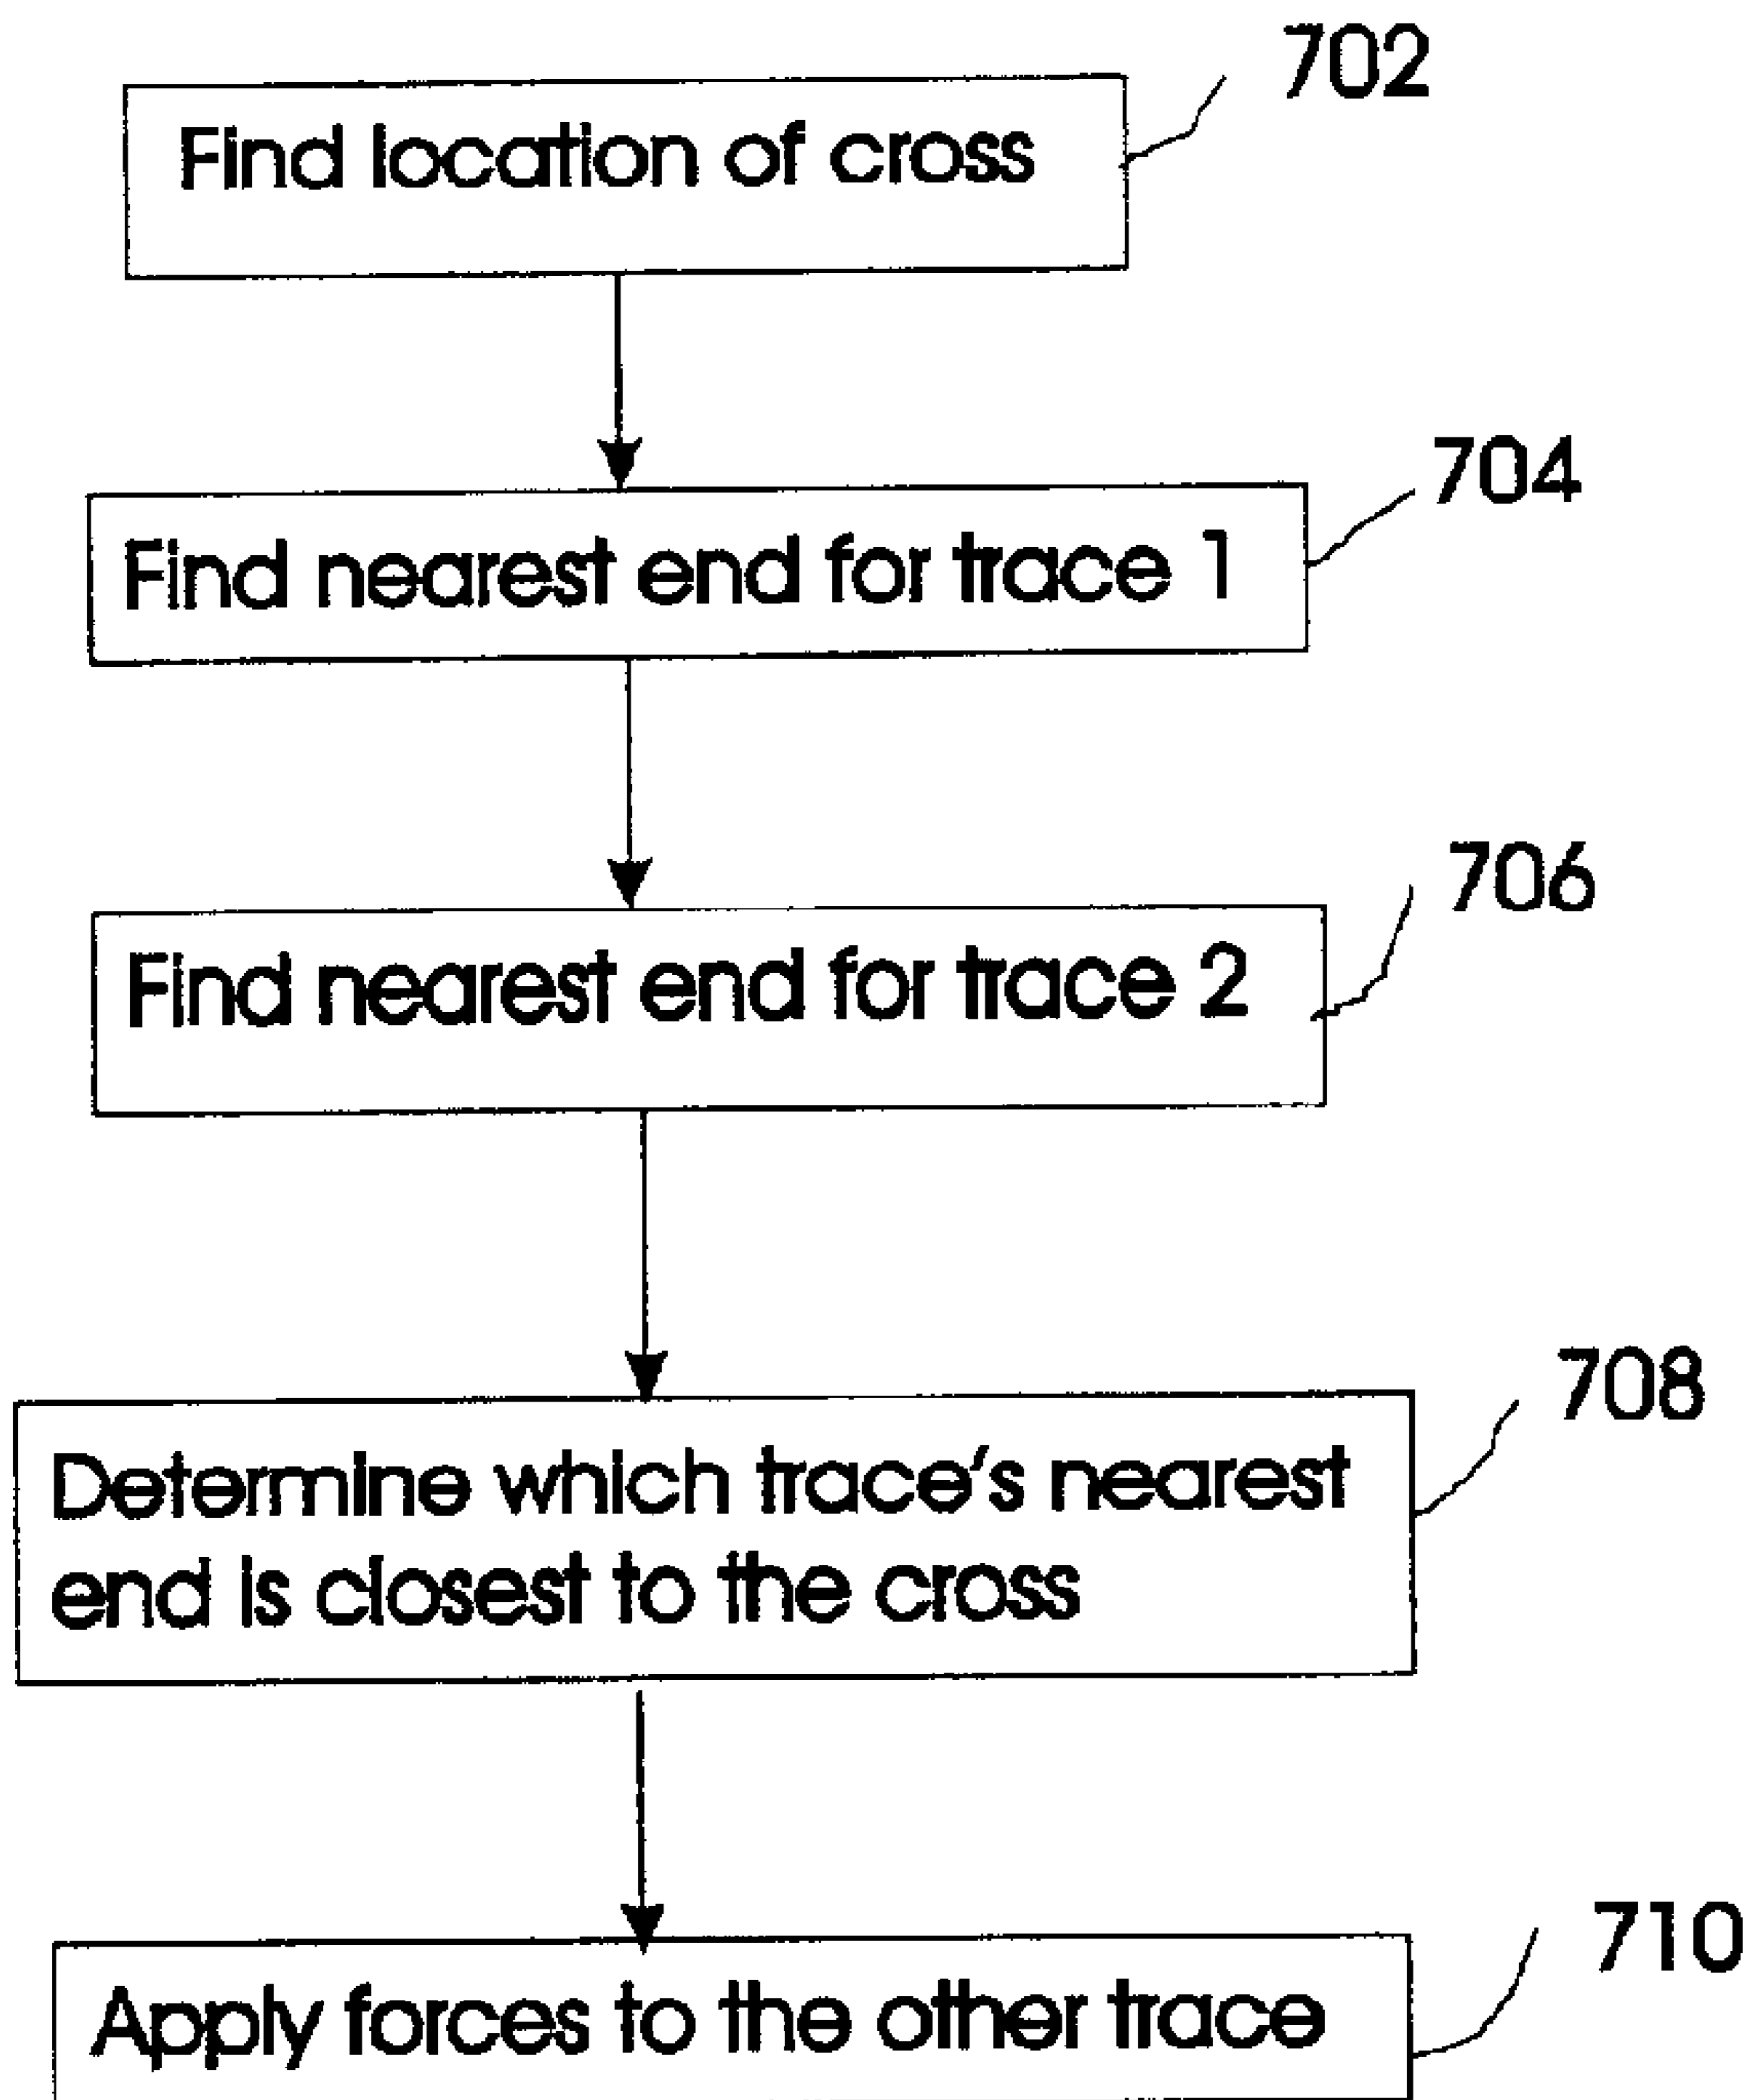 702
Find location of cross
704
Find nearest end for trace 1
706
Find nearest end for trace 2
708
Determine which trace's nearest
end is closest to the cross
710
Apply forces to the other trace